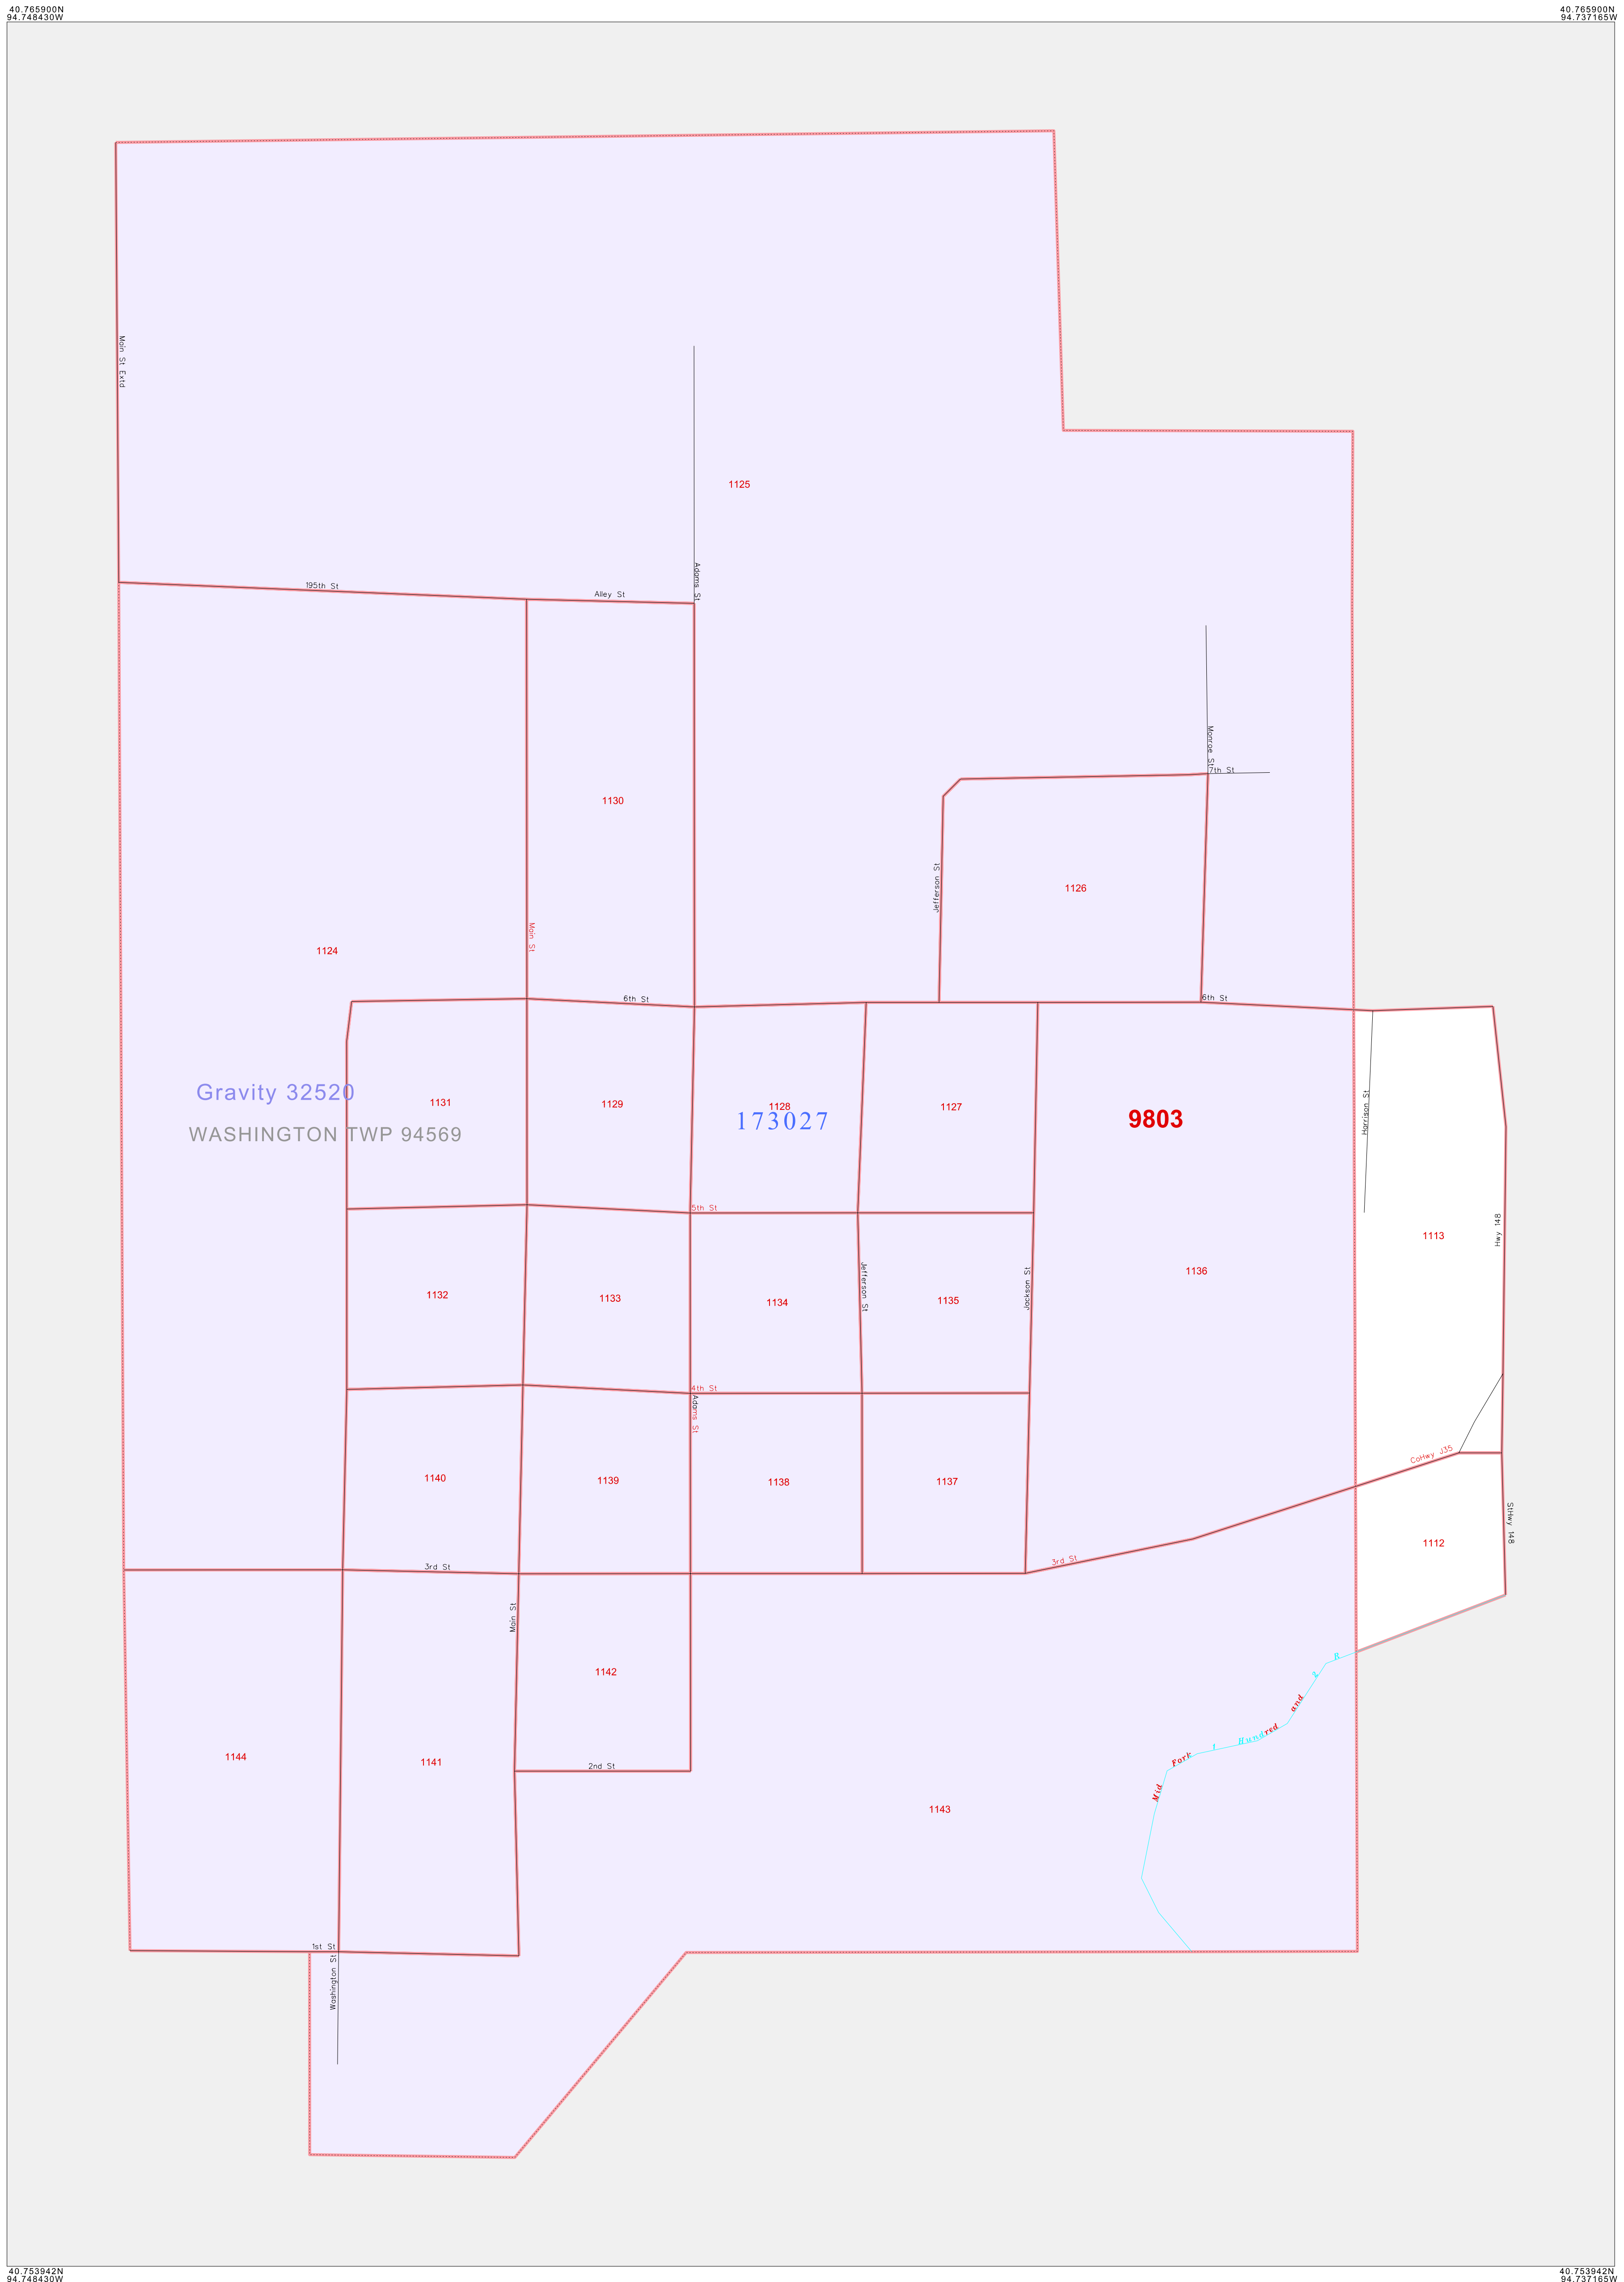 40.765900N
94.748430W
40.765900N
94.737165W
Main St Extd
1125
195th St
Alley St
Adams St
Monroe St
7th St
1130
Jefferson St
1126
Main St
1124
6th St
6th St
Gravity 32520
WASHINGTON TWP 94569
1131
1129
1128
173027
1127
9803
Harrison St
5th St
Hwy 148
1113
1136
Jefferson St
Jackson St
1132
1133
1134
1135
4th St
Adams St
CoHwy J35
1140
1139
1138
1137
StHwy 148
1112
3rd St
3rd St
Main St
1142
Mid Fork 1 Hundred and 2 R
1144
1141
2nd St
1143
1st St
Washington St
40.753942N
94.748430W
40.753942N
94.737165W